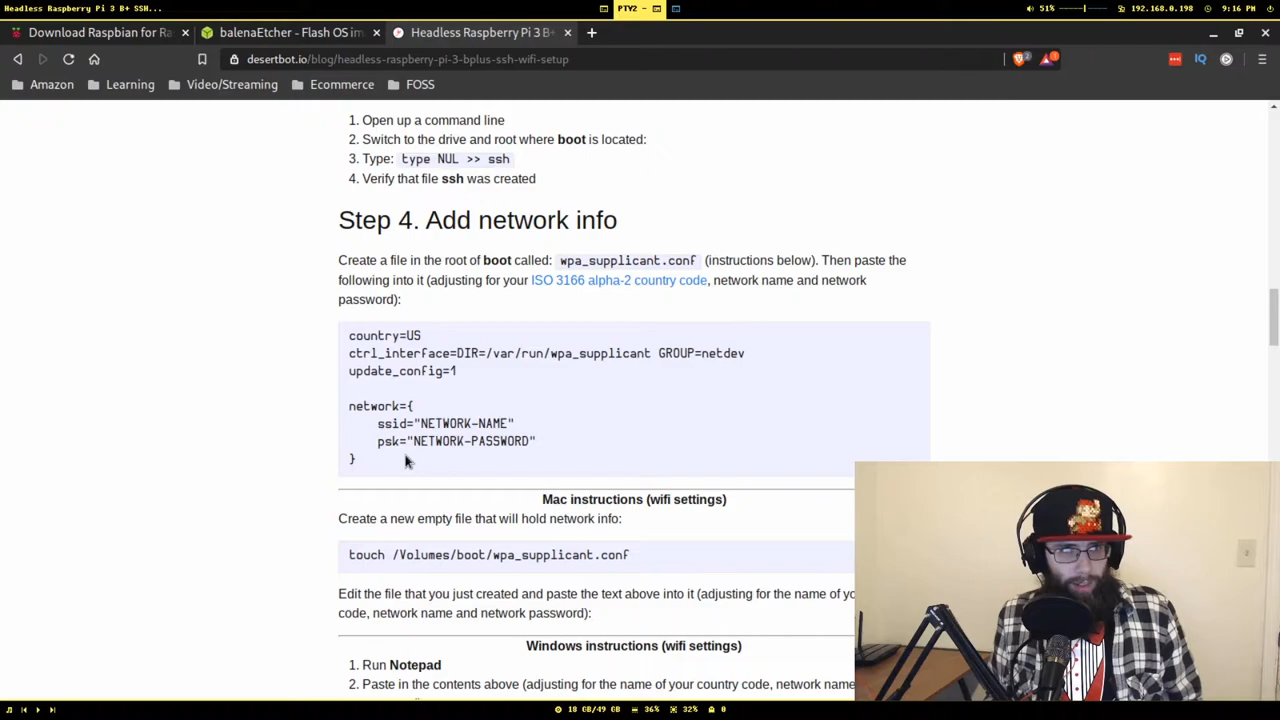 Headless Raspberry Pi 3 B+ SSH...
PTY2 -
51%
192.168.0.198
9:16 PM
Download Raspbian for Ra
balenaEtcher - Flash OS im
Headless Raspberry Pi 3 B+
desertbot.io/blog/headless-raspberry-pi-3-bplus-ssh-wifi-setup
2
1
IQ
Amazon
Learning
Video/Streaming
Ecommerce
FOSS
1. Open up a command line
2. Switch to the drive and root where boot is located:
3. Type: type NUL >> ssh
4. Verify that file ssh was created
Step 4. Add network info
Create a file in the root of boot called: wpa_supplicant.conf (instructions below). Then paste the
following into it (adjusting for your ISO 3166 alpha-2 country code, network name and network
password):
country=US
ctrl_interface=DIR=/var/run/wpa_supplicant GROUP=netdev
update_config=1
network={
ssid="NETWORK-NAME"
psk="NETWORK-PASSWORD"
}
Mac instructions (wifi settings)
Create a new empty file that will hold network info:
touch /Volumes/boot/wpa_supplicant.conf
Edit the file that you just created and paste the text above into it (adjusting for the name of yo
code, network name and network password):
Windows instructions (wifi settings)
1. Run Notepad
2. Paste in the contents above (adjusting for the name of your country code, network name
18 GB/49 GB
36%
32%
0